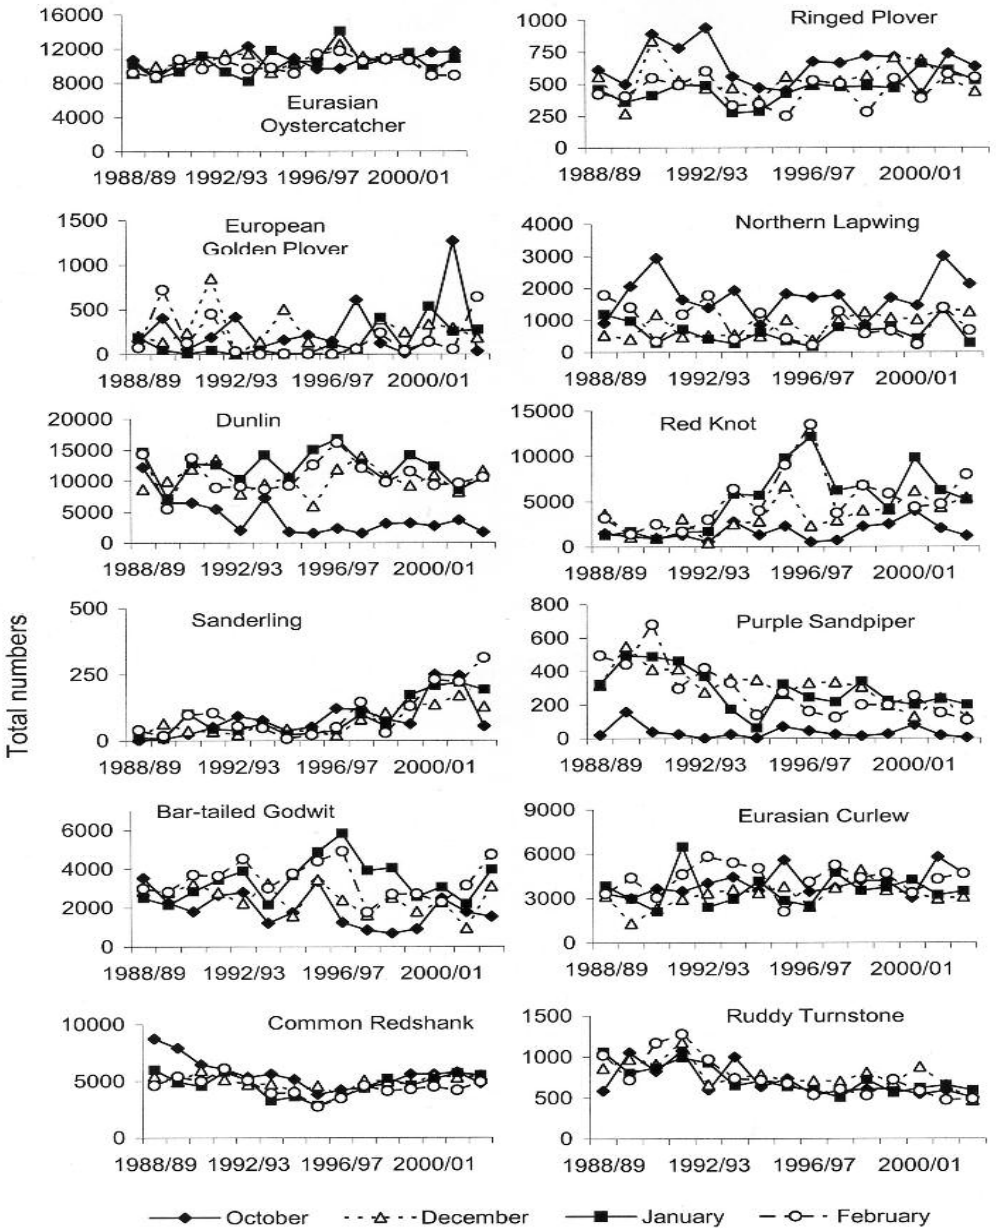 16000
12000
8000
4000
0
Eurasian
Oystercatcher
1988/89 1992/93 1996/97 2000/01
1000
750
500
250
0
Ringed Plover
1988/89 1992/93 1996/97 2000/01
1500
1000
500
0
European
Golden Plover
1988/89 1992/93 1996/97 2000/01
4000
3000
2000
1000
0
Northern Lapwing
1988/89 1992/93 1996/97 2000/01
20000
15000
10000
5000
0
Dunlin
1988/89 1992/93 1996/97 2000/01
15000
10000
5000
0
Red Knot
1988/89 1992/93 1996/97 2000/01
Total numbers
500
250
0
Sanderling
1988/89 1992/93 1996/97 2000/01
800
600
400
200
0
Purple Sandpiper
1988/89 1992/93 1996/97 2000/01
6000
4000
2000
0
Bar-tailed Godwit
1988/89 1992/93 1996/97 2000/01
9000
6000
3000
0
Eurasian Curlew
1988/89 1992/93 1996/97 2000/01
10000
5000
0
Common Redshank
1988/89 1992/93 1996/97 2000/01
1500
1000
500
0
Ruddy Turnstone
1988/89 1992/93 1996/97 2000/01
October December January February